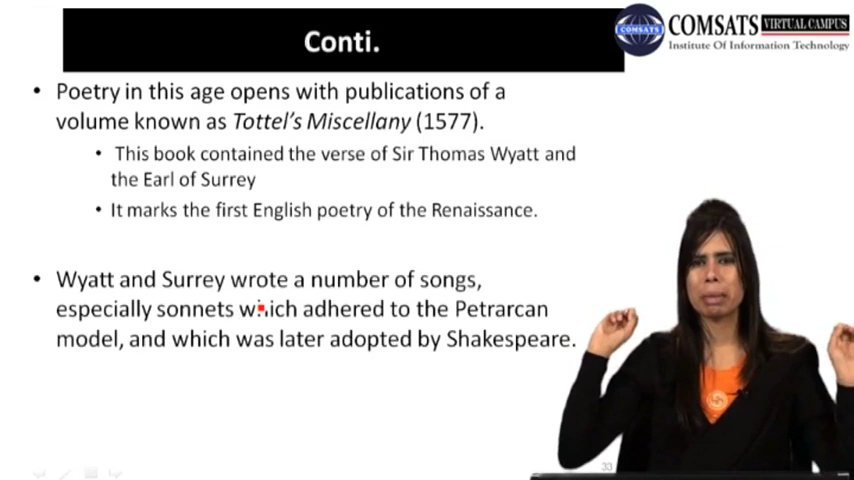 Conti.
COMSATS VIRTUAL CAMPUS
Institute Of Information Technology
COMSATS
• Poetry in this age opens with publications of a
volume known as Tottel's Miscellany (1577).
• This book contained the verse of Sir Thomas Wyatt and
the Earl of Surrey
• It marks the first English poetry of the Renaissance.
• Wyatt and Surrey wrote a number of songs,
especially sonnets which adhered to the Petrarcan
model, and which was later adopted by Shakespeare.
33